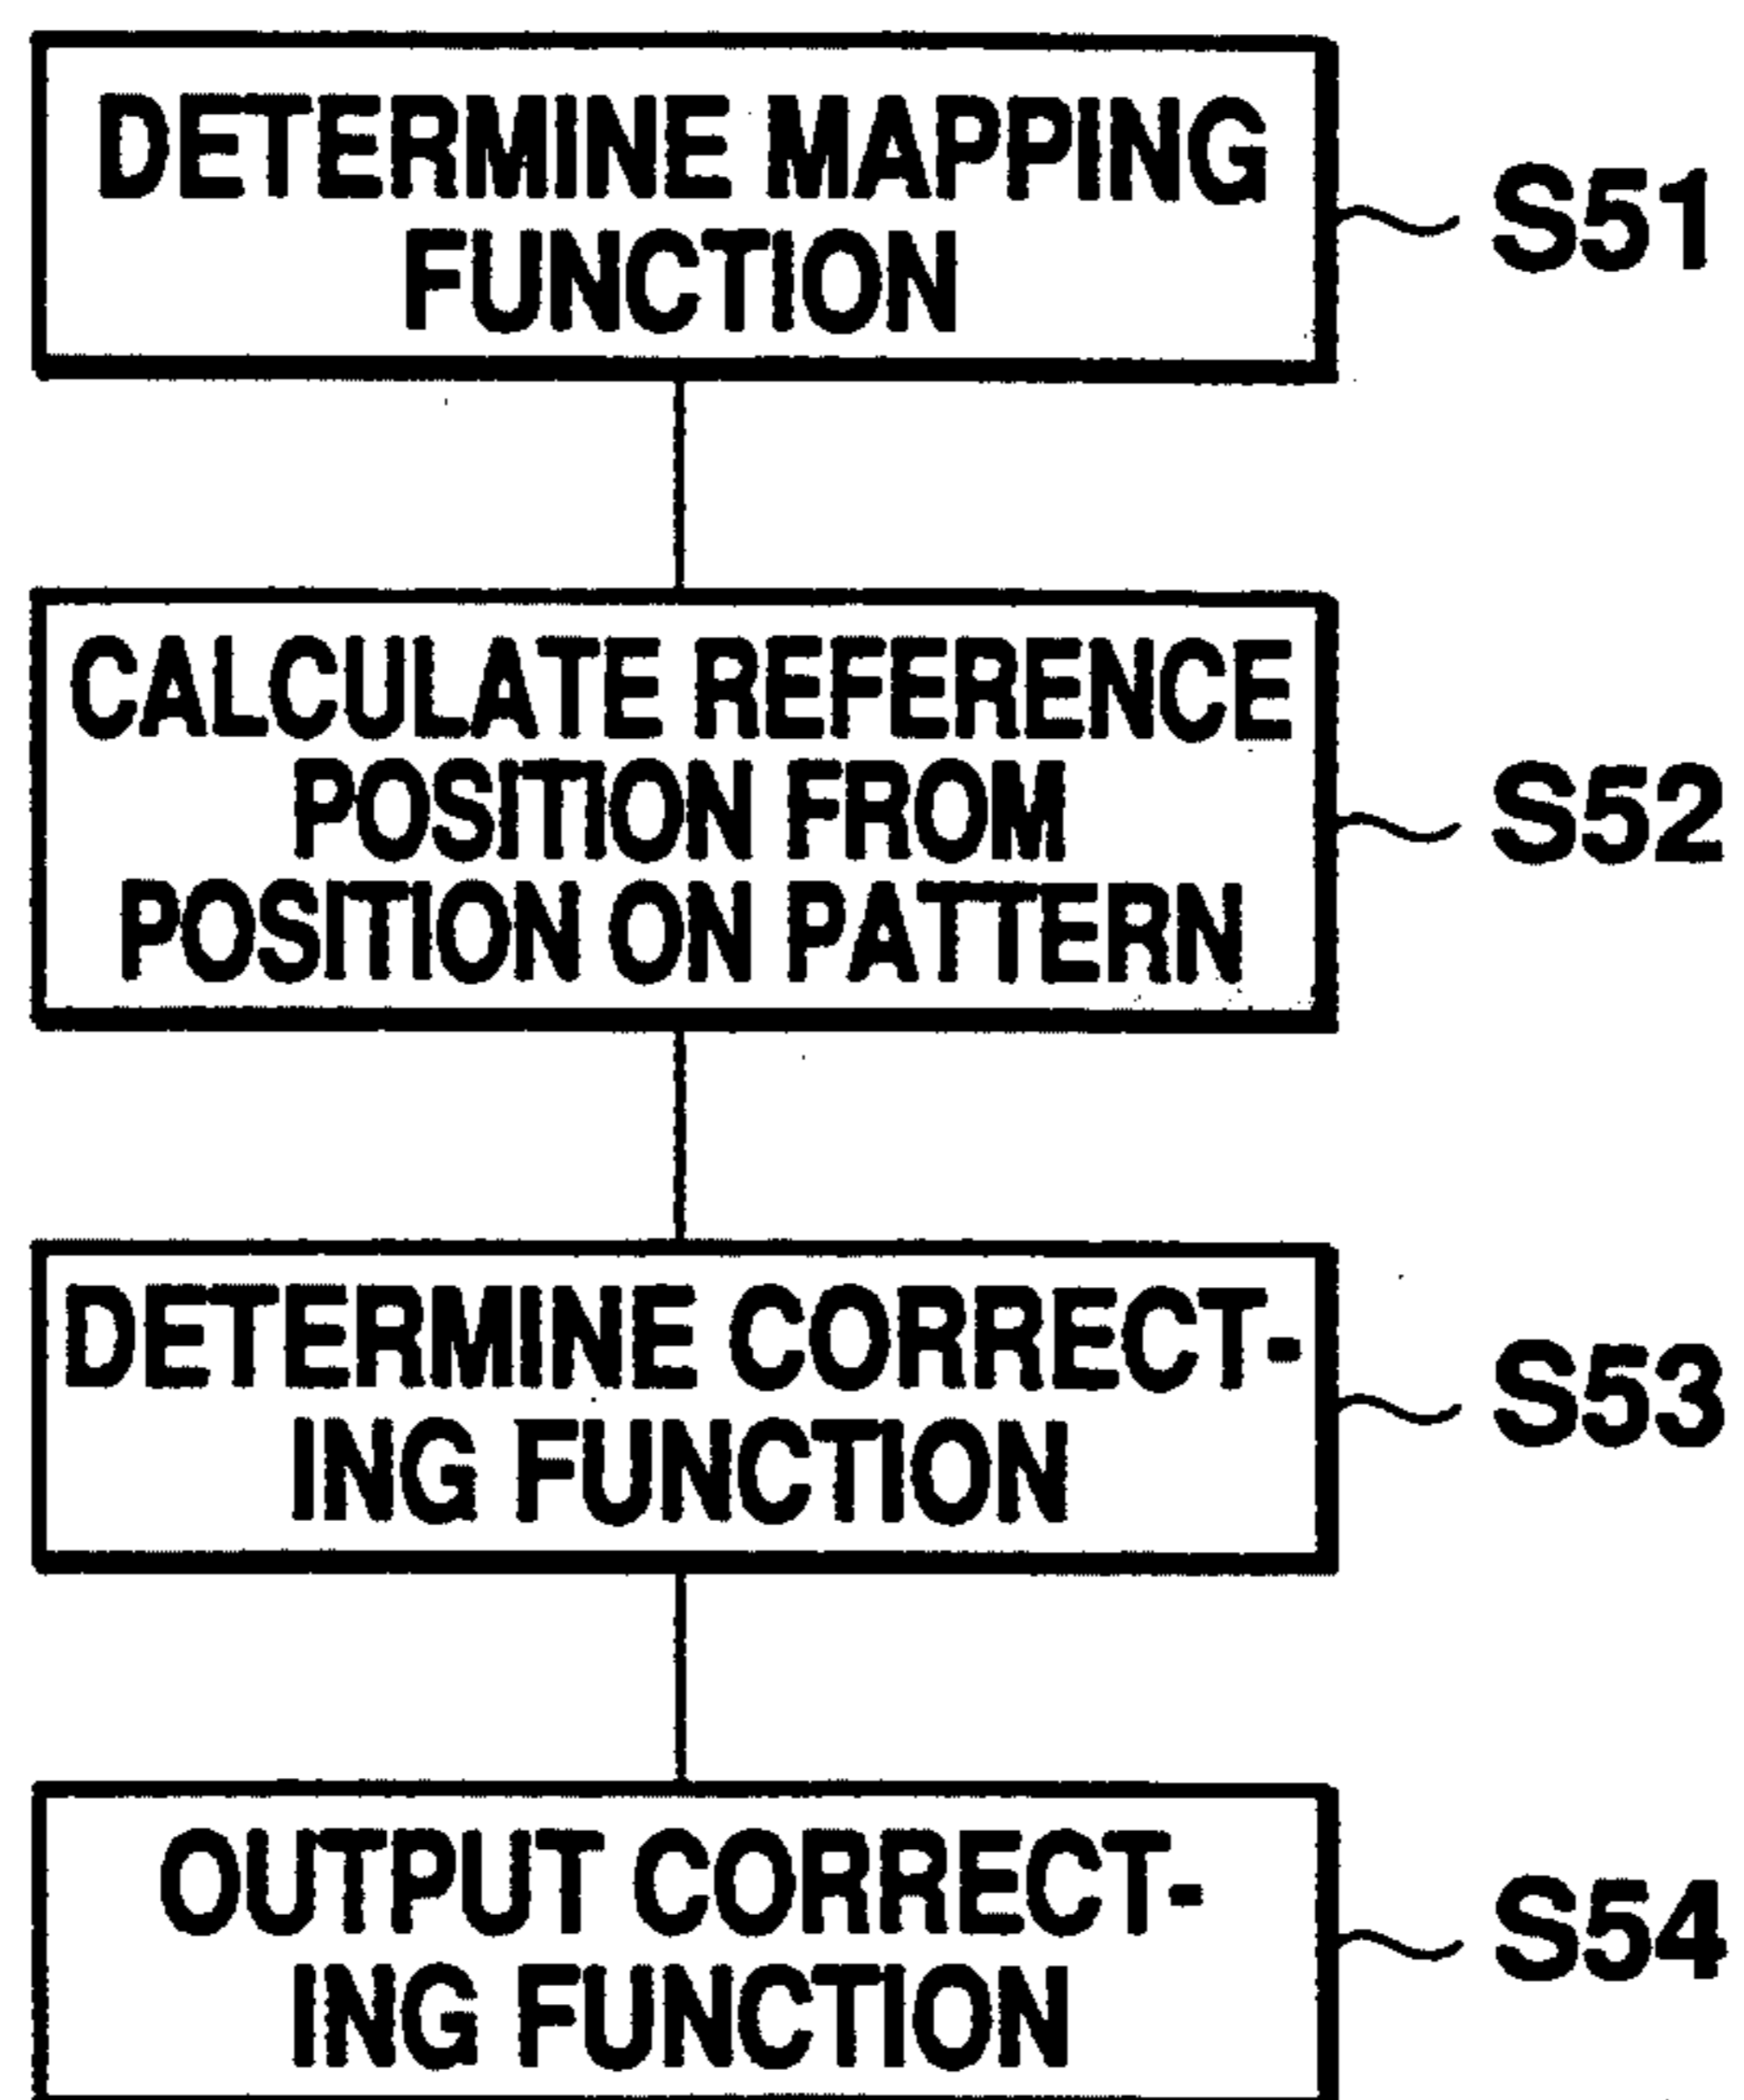 DETERMINE MAPPING
FUNCTION
S51
CALCULATE REFERENCE
POSITION FROM
POSITION ON PATTERN
S52
DETERMINE CORRECT-
ING FUNCTION
S53
OUTPUT CORRECT-
ING FUNCTION
S54